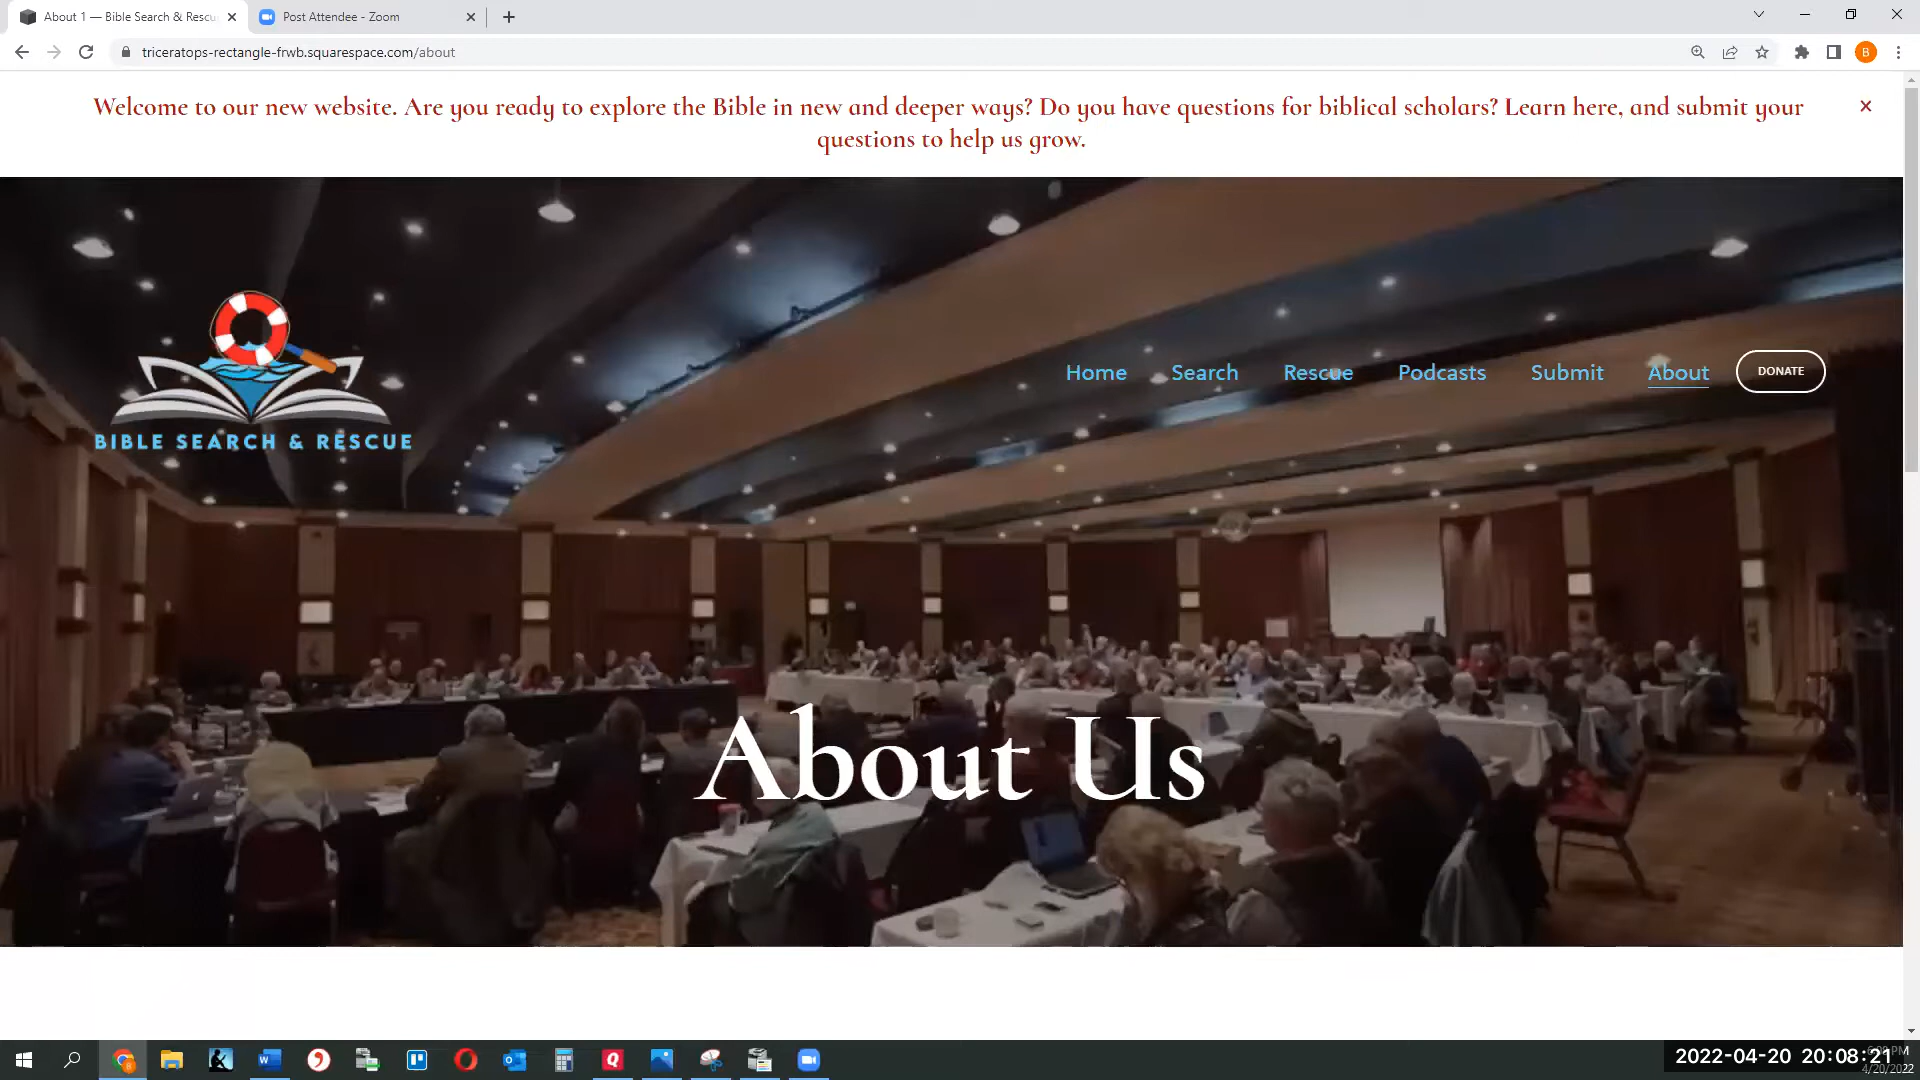 About 1 — Bible Search & Rescu
Post Attendee - Zoom
triceratops-rectangle-frwb.squarespace.com/about
B
Welcome to our new website. Are you ready to explore the Bible in new and deeper ways? Do you have questions for biblical scholars? Learn here, and submit your
questions to help us grow.
BIBLE SEARCH & RESCUE
Home Search Rescue Podcasts Submit About DONATE
About Us
2022-04-20 20:08:21
4/20/2022